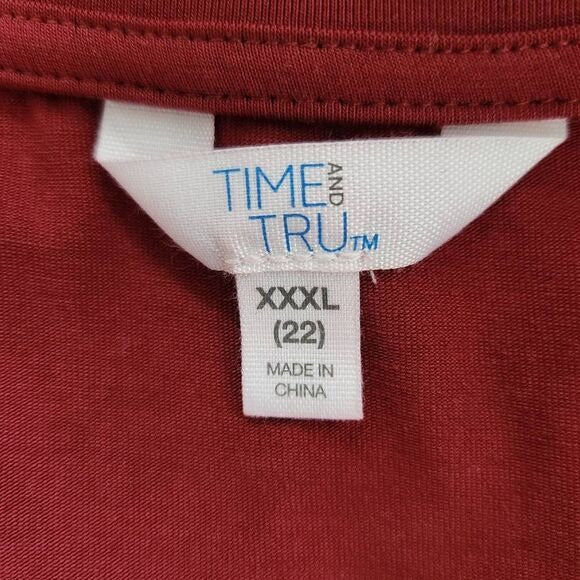 TIME AND
TRU™
XXXL
(22)
MADE IN
CHINA